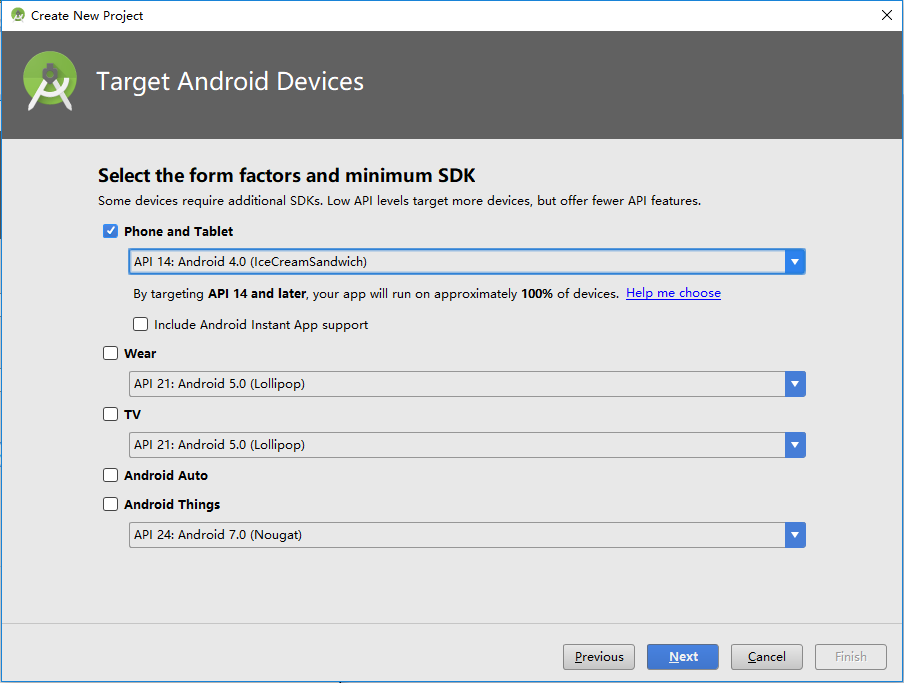 Create New Project
Target Android Devices
Select the form factors and minimum SDK
Some devices require additional SDKs. Low API levels target more devices, but offer fewer API features.
Phone and Tablet
API 14: Android 4.0 (IceCreamSandwich)
By targeting API 14 and later, your app will run on approximately 100% of devices. Help me choose
Include Android Instant App support
Wear
API 21: Android 5.0 (Lollipop)
TV
API 21: Android 5.0 (Lollipop)
Android Auto
Android Things
API 24: Android 7.0 (Nougat)
Previous Next Cancel Finish